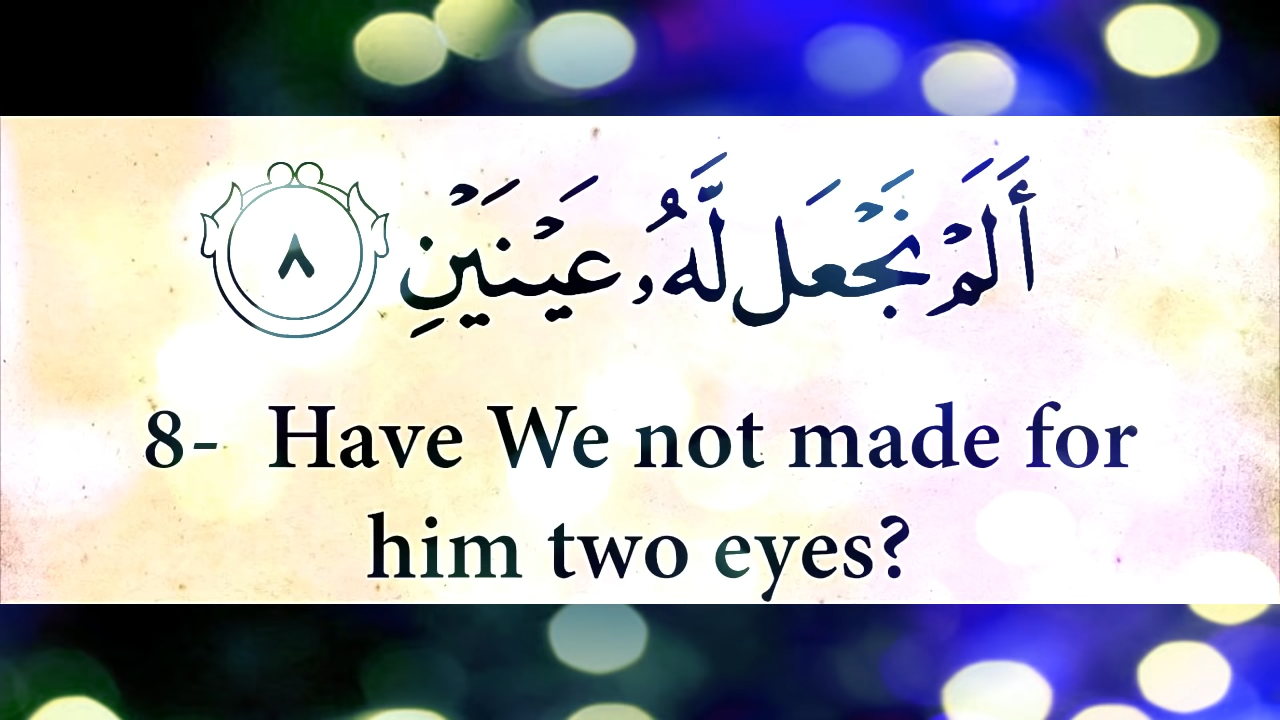 أَلَمْ نَجْعَل لَّهُۥ عَيْنَيْنِ ٨
8- Have We not made for
him two eyes?